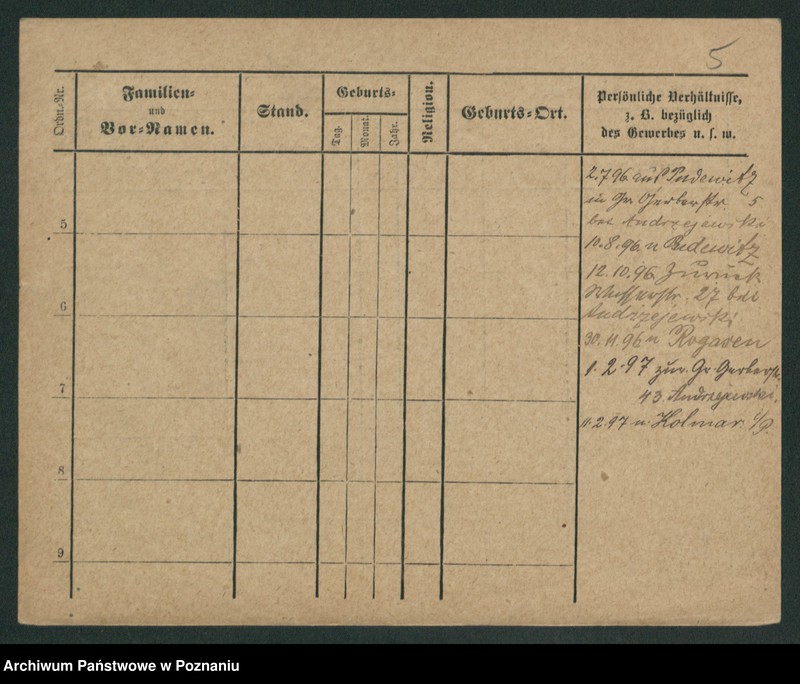 5
Ordn.-Nr.
Familien-
und
Vor-Namen.
Stand.
Geburts-
Tag.
Monat.
Jahr.
Religion.
Geburts-Ort.
Persönliche Verhältnisse,
z. B. bezüglich
des Gewerbes u. s. w.
5
6
7
8
9
2.7.96 aus Pudewitz
in Gr. Gerberstr 5
bei Andrzejewski
10.8.96 n Pudewitz
12.10.96 Zurück
Wasserstr. 27 bei
Andrzejewski
30.11.96 n Rogasen
1.2.97 zur. Gr. Gerberstr.
43 Andrzejewski.
11.2.97 n. Kolmar i/P.
Archiwum Państwowe w Poznaniu